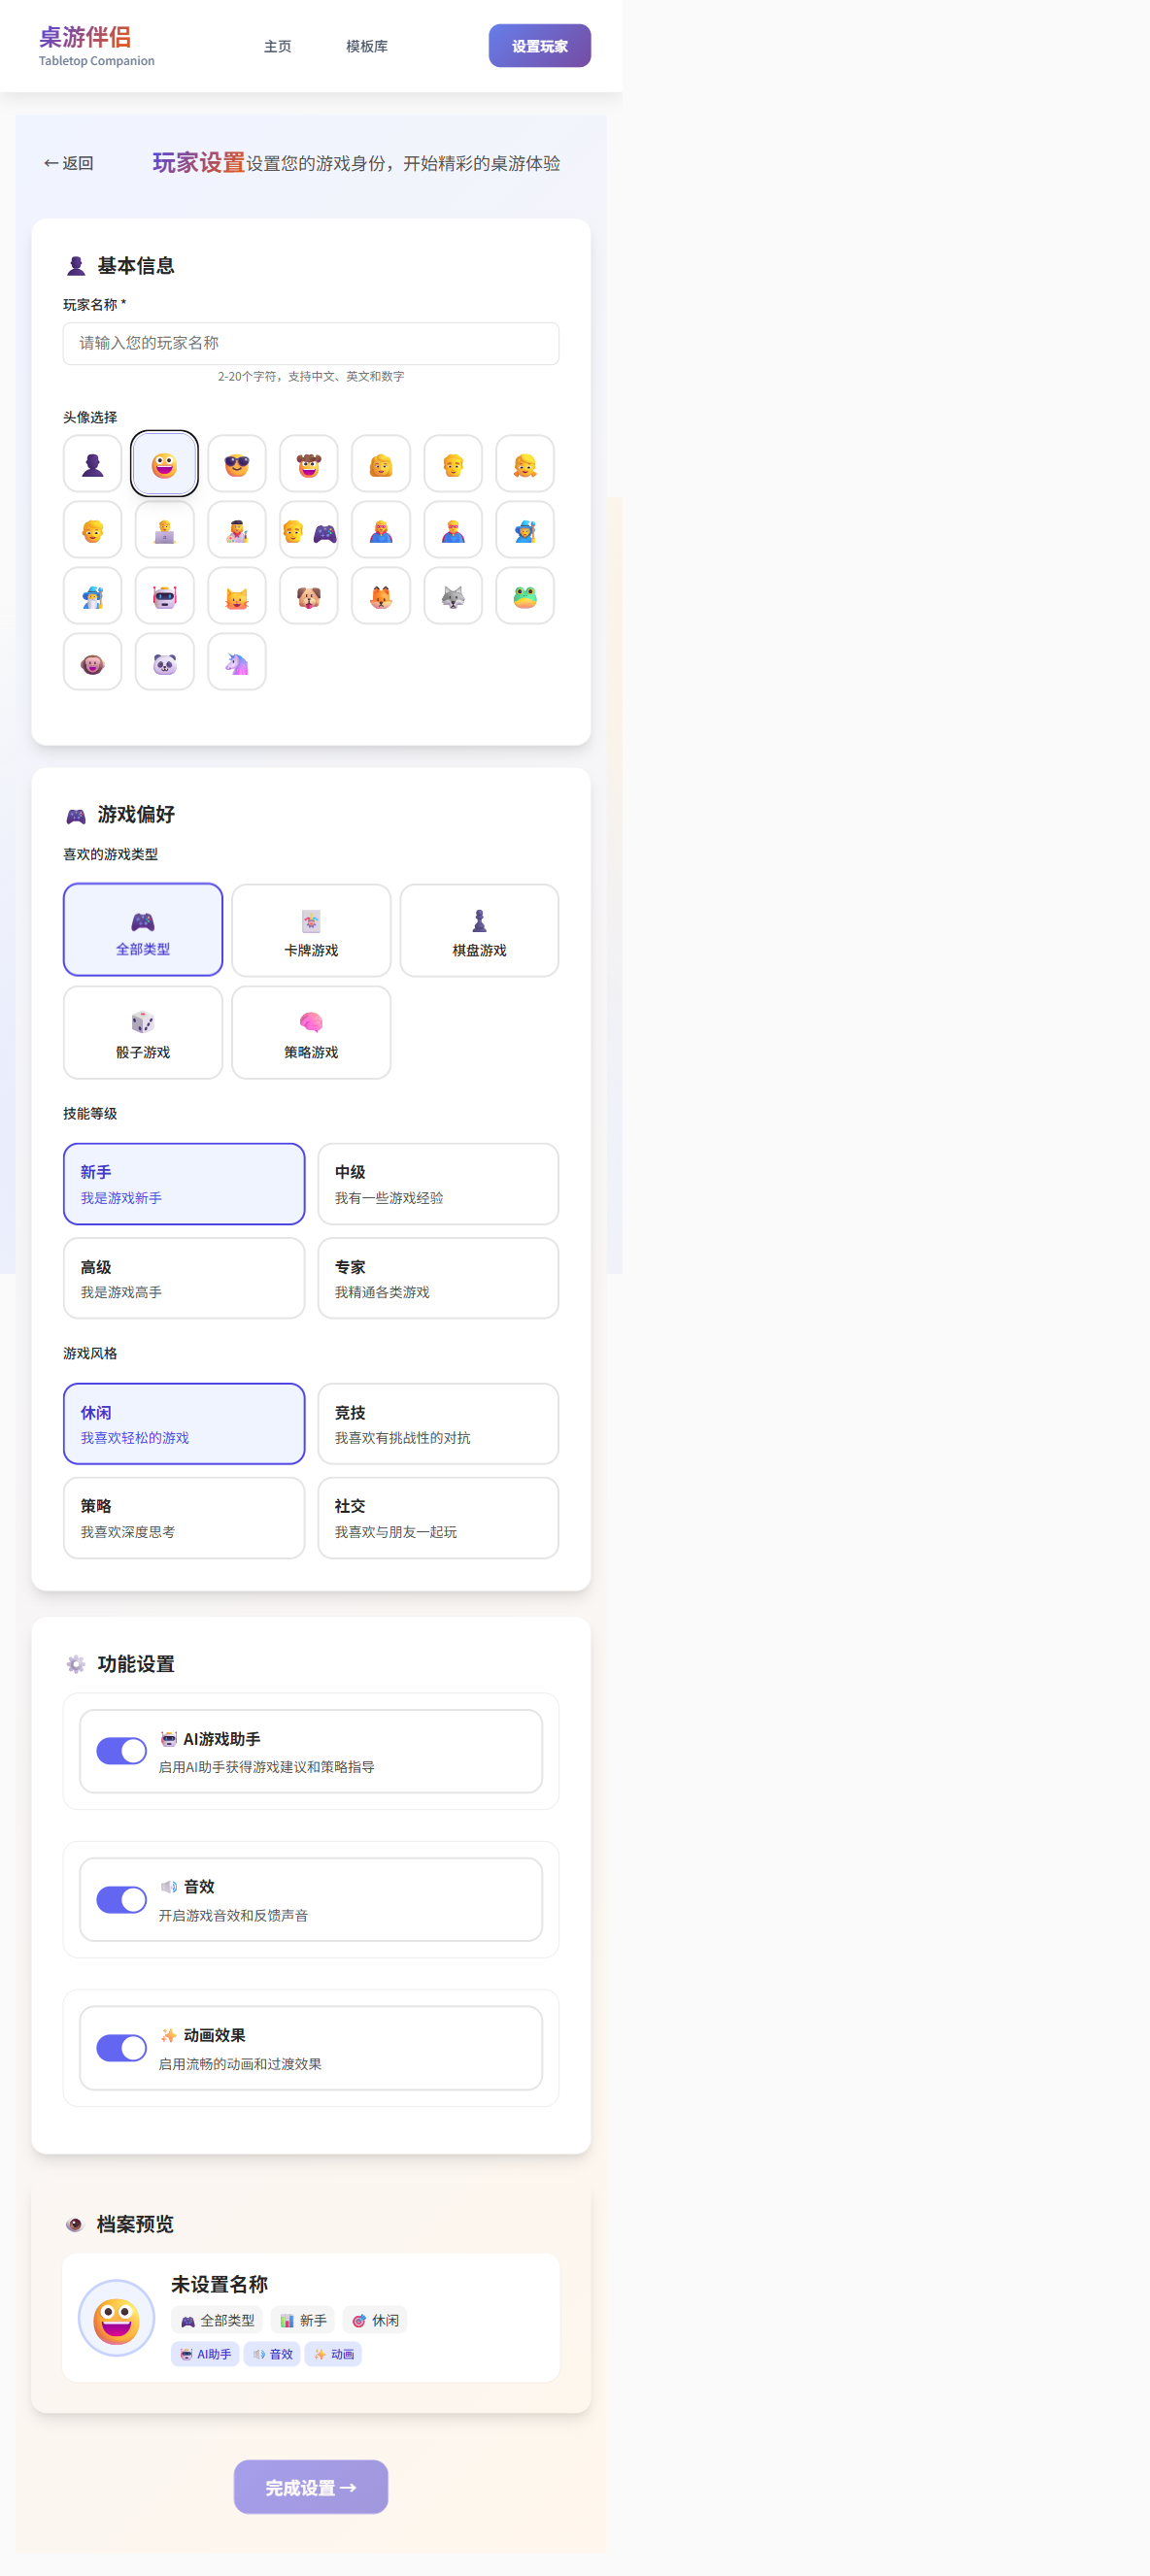 桌游伴侣
Tabletop Companion
主页
模板库
设置玩家
← 返回
玩家设置设置您的游戏身份，开始精彩的桌游体验
基本信息
玩家名称 *
请输入您的玩家名称
2-20个字符，支持中文、英文和数字
头像选择
游戏偏好
喜欢的游戏类型
全部类型
卡牌游戏
棋盘游戏
骰子游戏
策略游戏
技能等级
新手
我是游戏新手
中级
我有一些游戏经验
高级
我是游戏高手
专家
我精通各类游戏
游戏风格
休闲
我喜欢轻松的游戏
竞技
我喜欢有挑战性的对抗
策略
我喜欢深度思考
社交
我喜欢与朋友一起玩
功能设置
AI游戏助手
启用AI助手获得游戏建议和策略指导
音效
开启游戏音效和反馈声音
动画效果
启用流畅的动画和过渡效果
档案预览
未设置名称
全部类型
新手
休闲
AI助手
音效
动画
完成设置 →